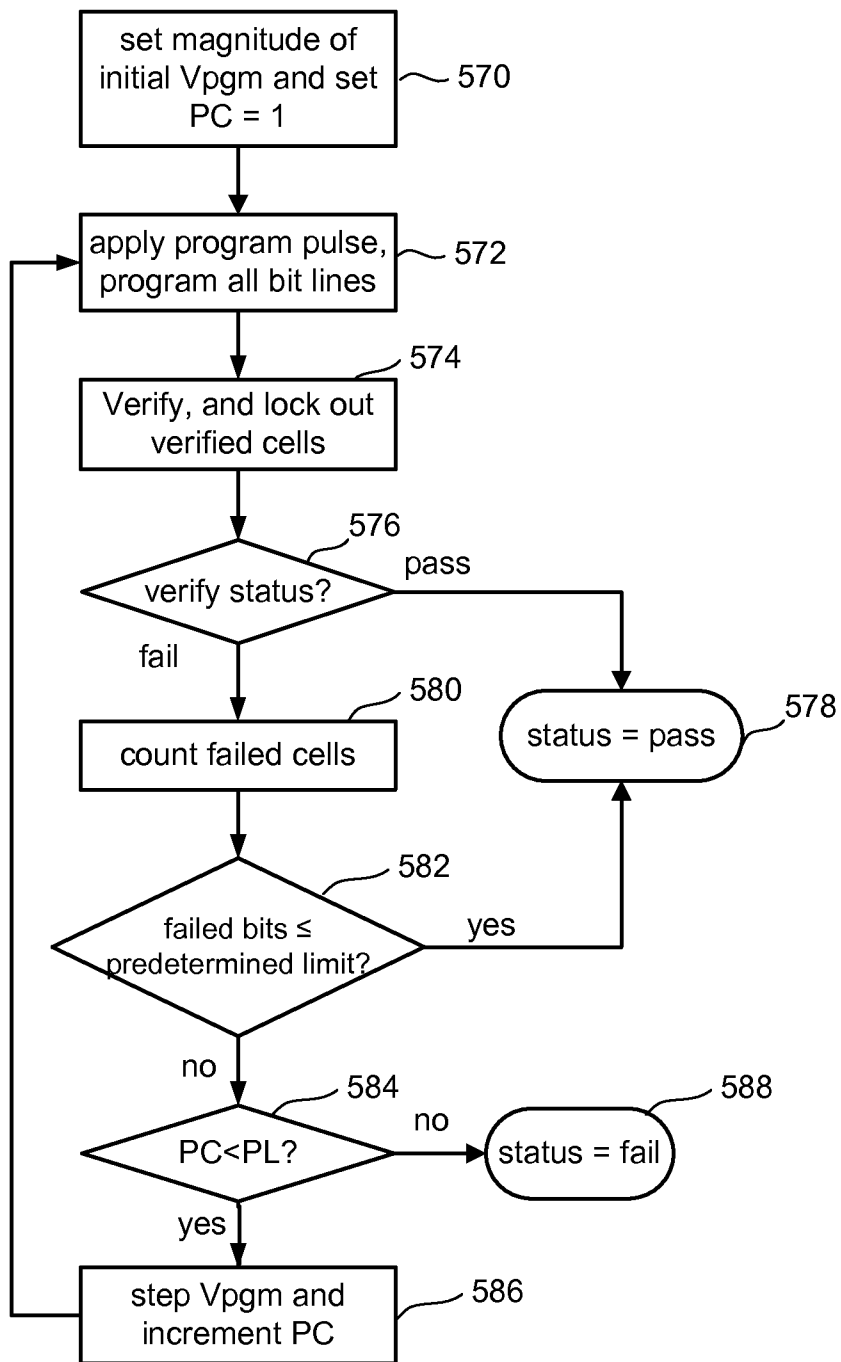 set magnitude of
initial Vpgm and set
PC = 1
570
apply program pulse,
program all bit lines
572
574
Verify, and lock out
verified cells
576
verify status?
pass
fail
580
count failed cells
status = pass
578
582
failed bits ≤
predetermined limit?
yes
no
584
PC<PL?
no
588
status = fail
yes
step Vpgm and
increment PC
586